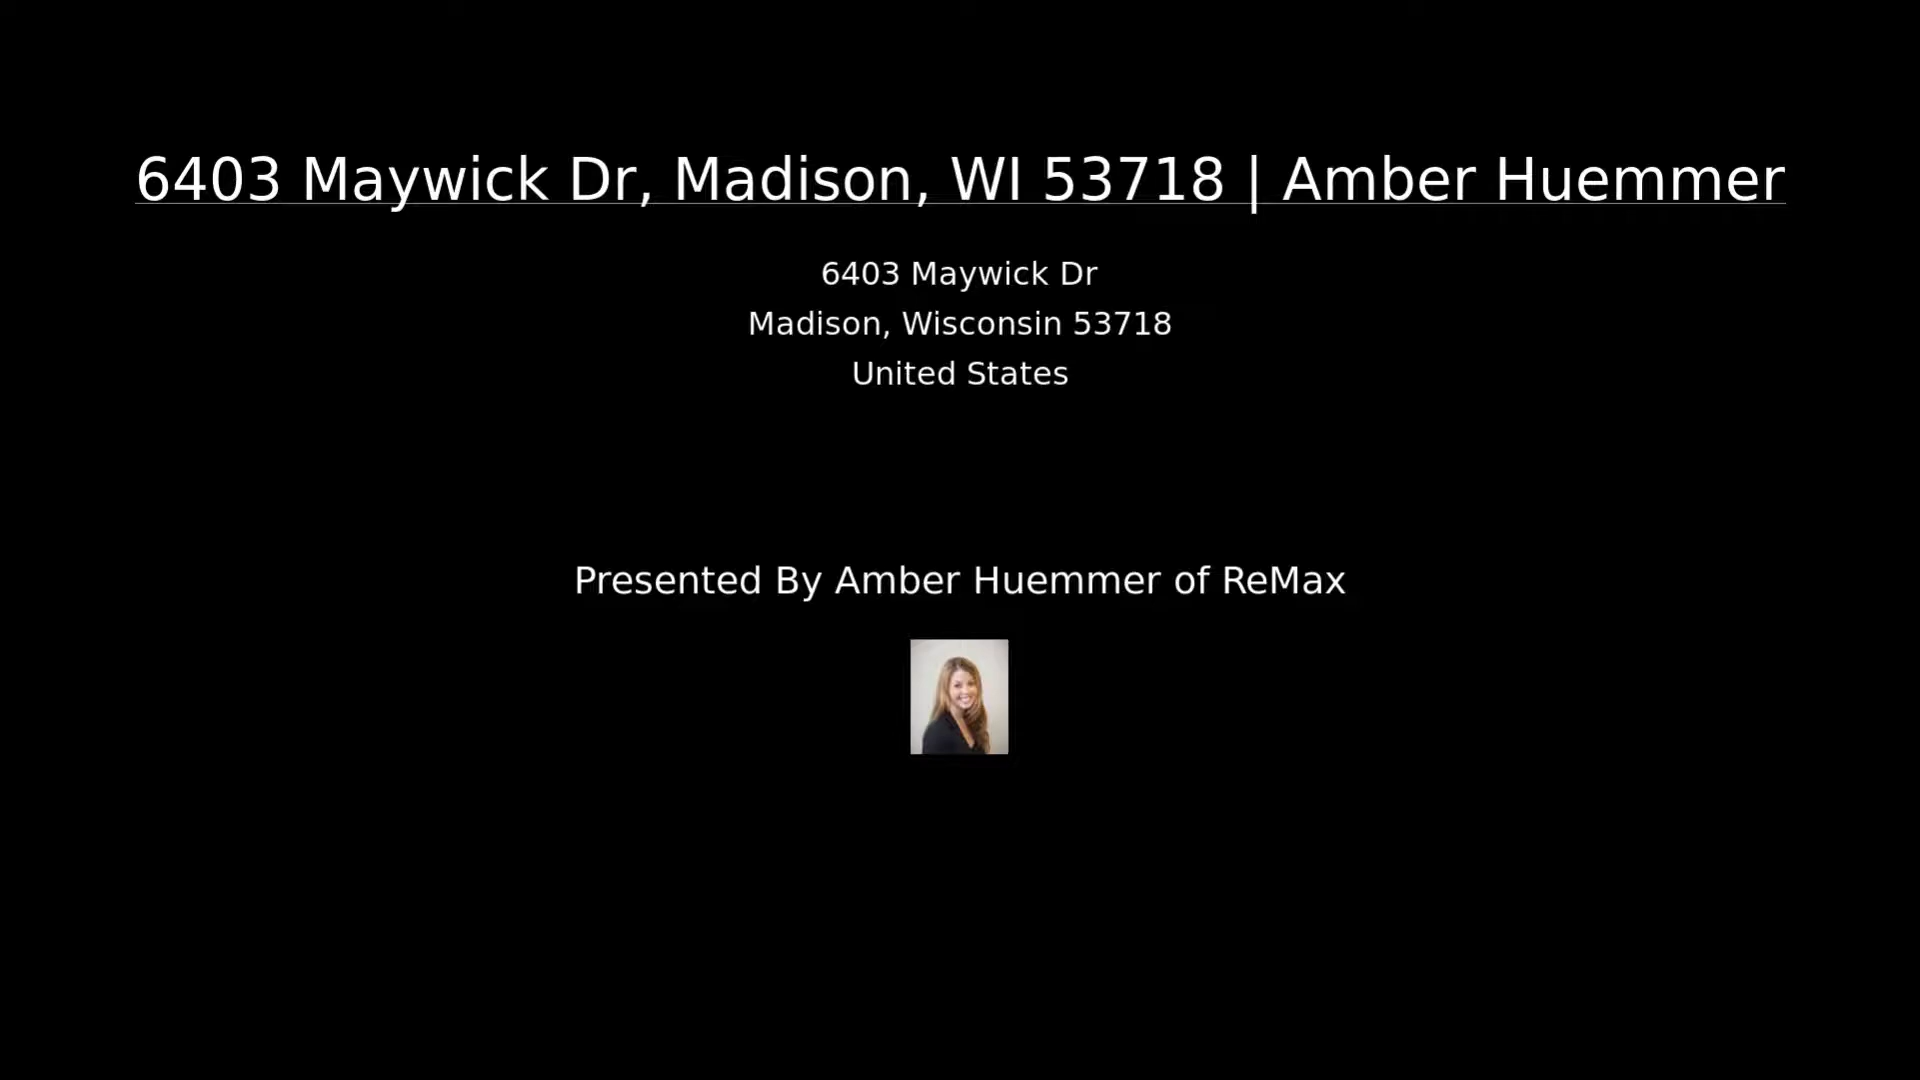 6403 Maywick Dr, Madison, WI 53718 | Amber Huemmer
6403 Maywick Dr
Madison, Wisconsin 53718
United States
Presented By Amber Huemmer of ReMax